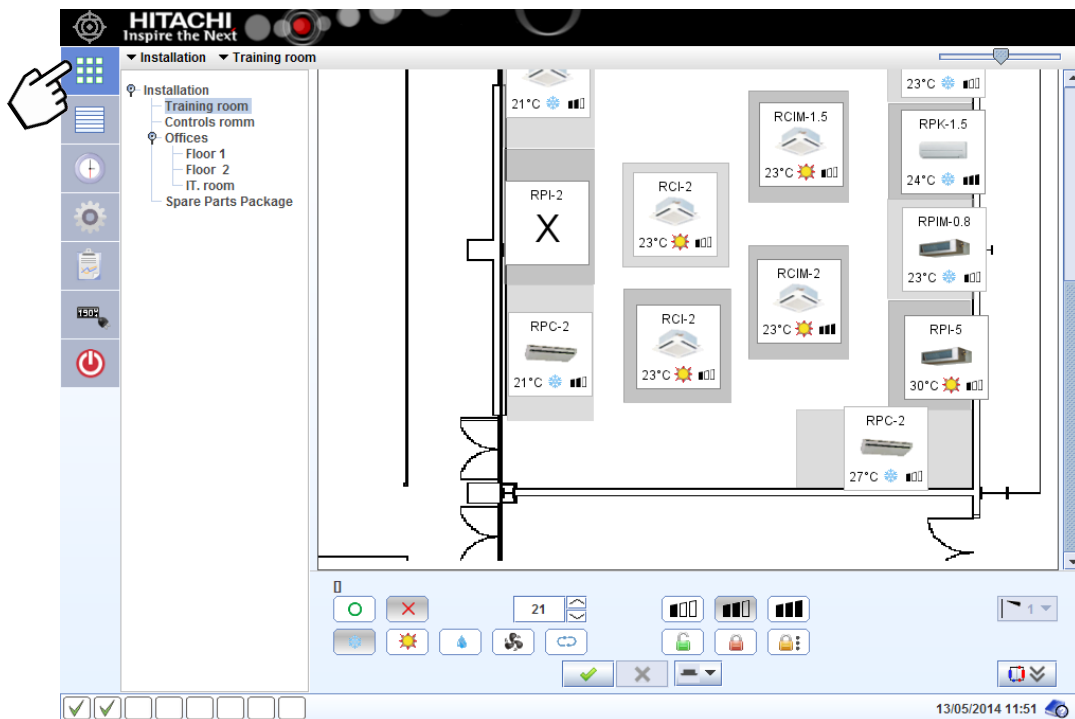 HITACHI
Inspire the Next
Installation Training room
Installation
Training room
Controls romm
Offices
Floor 1
Floor 2
IT. room
Spare Parts Package
21°C
RPI-2
X
RPC-2
21°C
RCI-2
23°C
RCI-2
23°C
RCIM-1.5
23°C
RCIM-2
23°C
23°C
RPK-1.5
24°C
RPIM-0.8
23°C
RPI-5
30°C
RPC-2
27°C
[]
21
1
190
13/05/2014 11:51